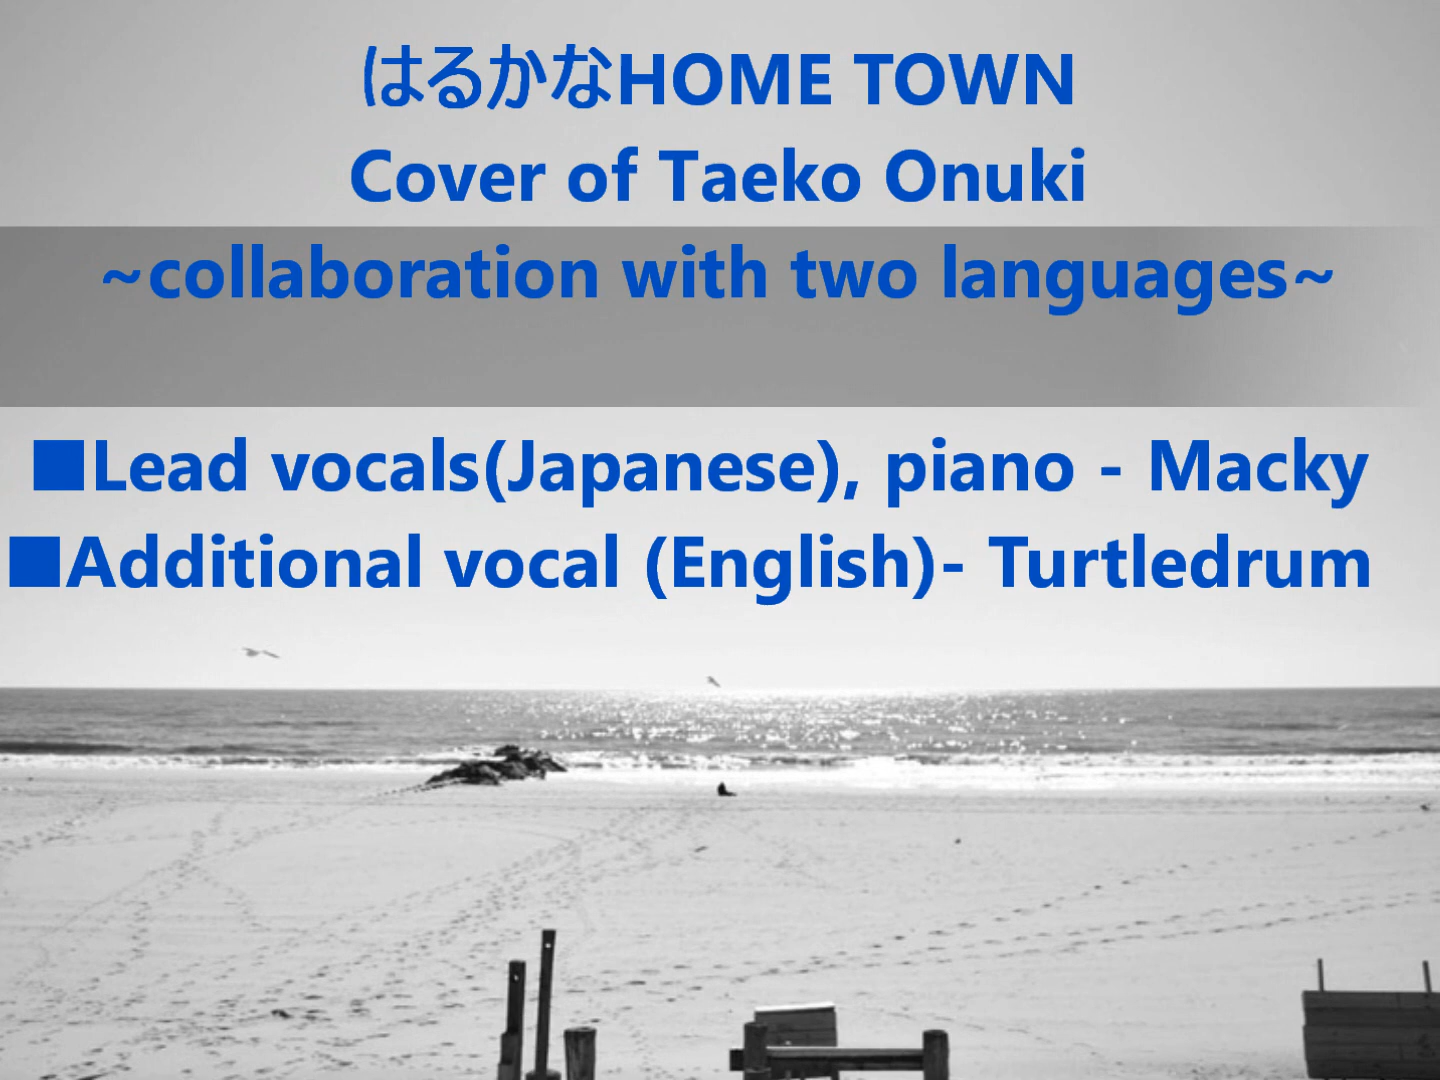 はるかなHOME TOWN
Cover of Taeko Onuki
~collaboration with two languages~
■Lead vocals(Japanese), piano - Macky
■Additional vocal (English)- Turtledrum